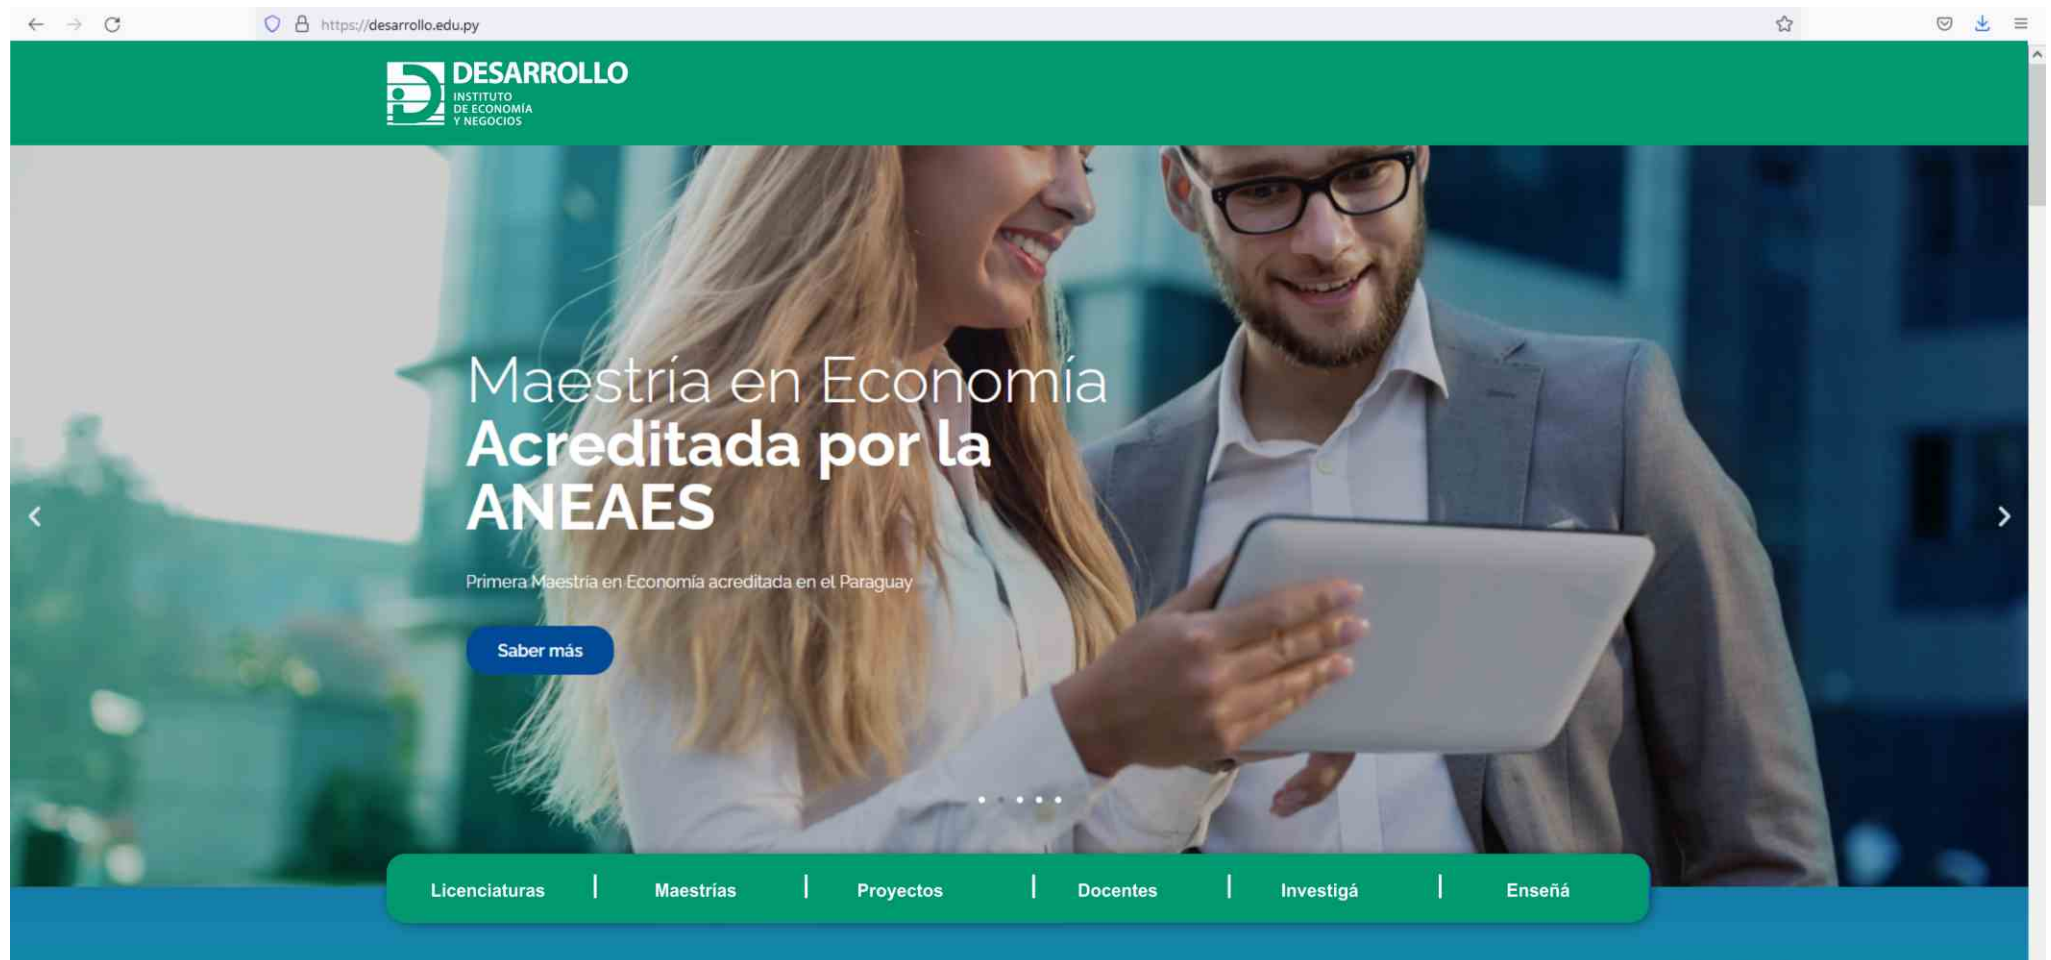 https://desarrollo.edu.py
DESARROLLO
INSTITUTO
DE ECONOMÍA
Y NEGOCIOS
Maestría en Economía
Acreditada por la
ANEAES
Primera Maestría en Economía acreditada en el Paraguay
Saber más
Licenciaturas | Maestrías | Proyectos | Docentes | Investigá | Enseñá